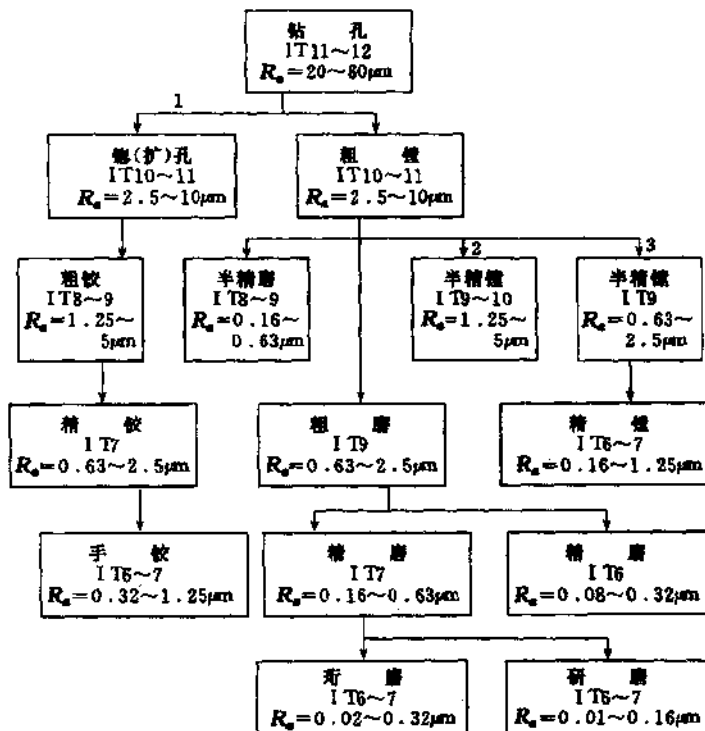 钻 孔
IT11~12
Ra=20~80μm
1
锪(扩)孔
IT10~11
Ra=2.5~10μm
粗 镗
IT10~11
Ra=2.5~10μm
2
3
粗铰
IT8~9
Ra=1.25~
5μm
半精磨
IT8~9
Ra=0.16~
0.63μm
半精镗
IT9~10
Ra=1.25~
5μm
半精镗
IT9
Ra=0.63~
2.5μm
精 铰
IT7
Ra=0.63~2.5μm
粗 磨
IT9
Ra=0.63~2.5μm
精 镗
IT6~7
Ra=0.16~1.25μm
手 铰
IT6~7
Ra=0.32~1.25μm
精 磨
IT7
Ra=0.16~0.63μm
精 磨
IT6
Ra=0.08~0.32μm
珩 磨
IT6~7
Ra=0.02~0.32μm
研 磨
IT6~7
Ra=0.01~0.16μm